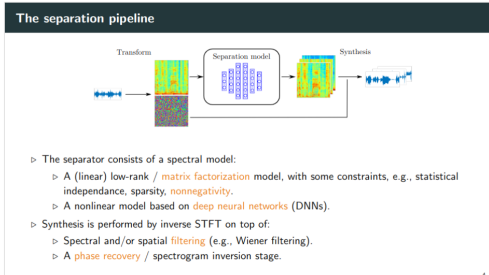 The separation pipeline
Transform
Separation model
Synthesis
▷ The separator consists of a spectral model:
▷ A (linear) low-rank / matrix factorization model, with some constraints, e.g., statistical
independence, sparsity, nonnegativity.
▷ A nonlinear model based on deep neural networks (DNNs).
▷ Synthesis is performed by inverse STFT on top of:
▷ Spectral and/or spatial filtering (e.g., Wiener filtering).
▷ A phase recovery / spectrogram inversion stage.